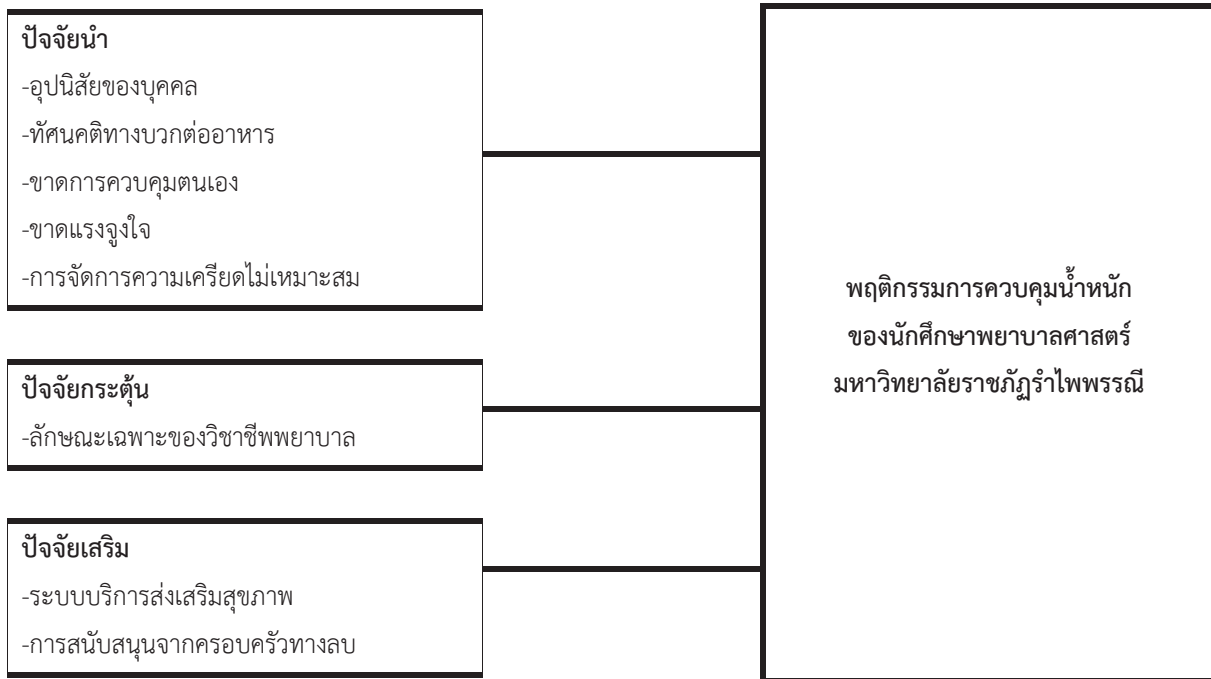 ปัจจัยนำ
-อุปนิสัยของบุคคล
-ทัศนคติทางบวกต่ออาหาร
-ขาดการควบคุมตนเอง
-ขาดแรงจูงใจ
-การจัดการความเครียดไม่เหมาะสม
ปัจจัยกระตุ้น
-ลักษณะเฉพาะของวิชาชีพพยาบาล
ปัจจัยเสริม
-ระบบบริการส่งเสริมสุขภาพ
-การสนับสนุนจากครอบครัวทางลบ
พฤติกรรมการควบคุมน้ำหนัก
ของนักศึกษาพยาบาลศาสตร์
มหาวิทยาลัยราชภัฏรำไพพรรณี